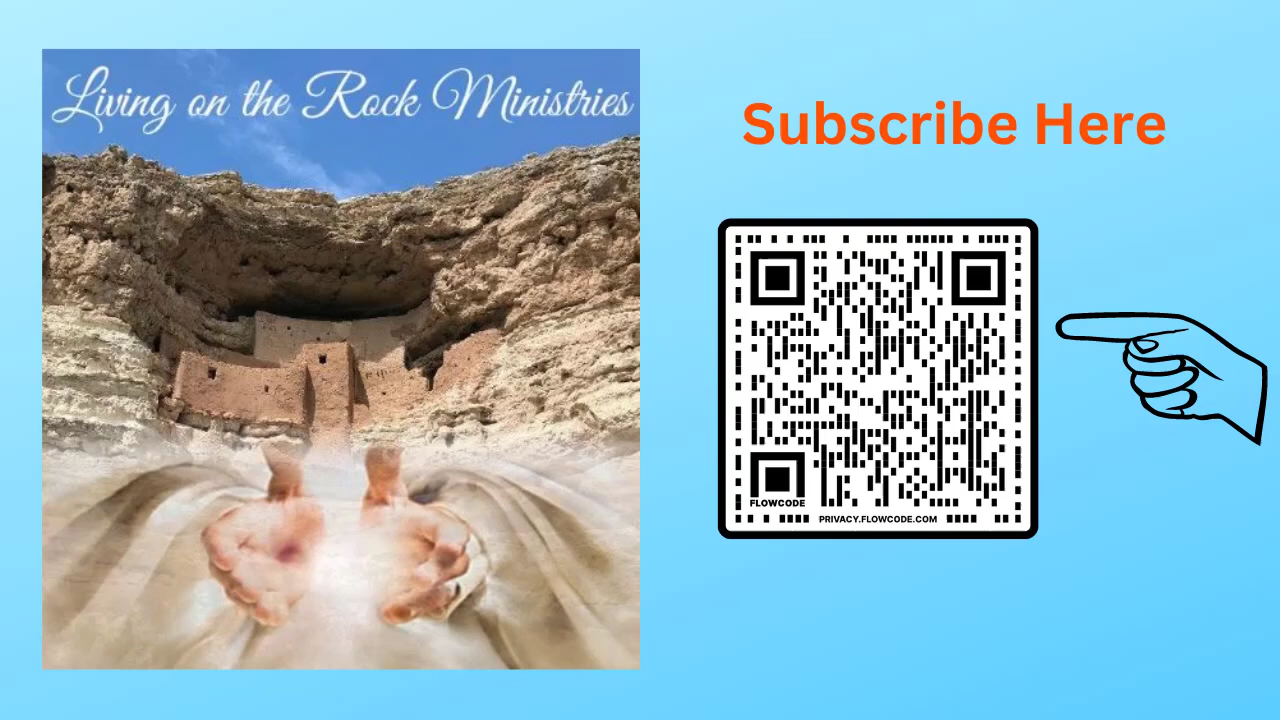 Living on the Rock Ministries
Subscribe Here
FLOWCODE
PRIVACY.FLOWCODE.COM